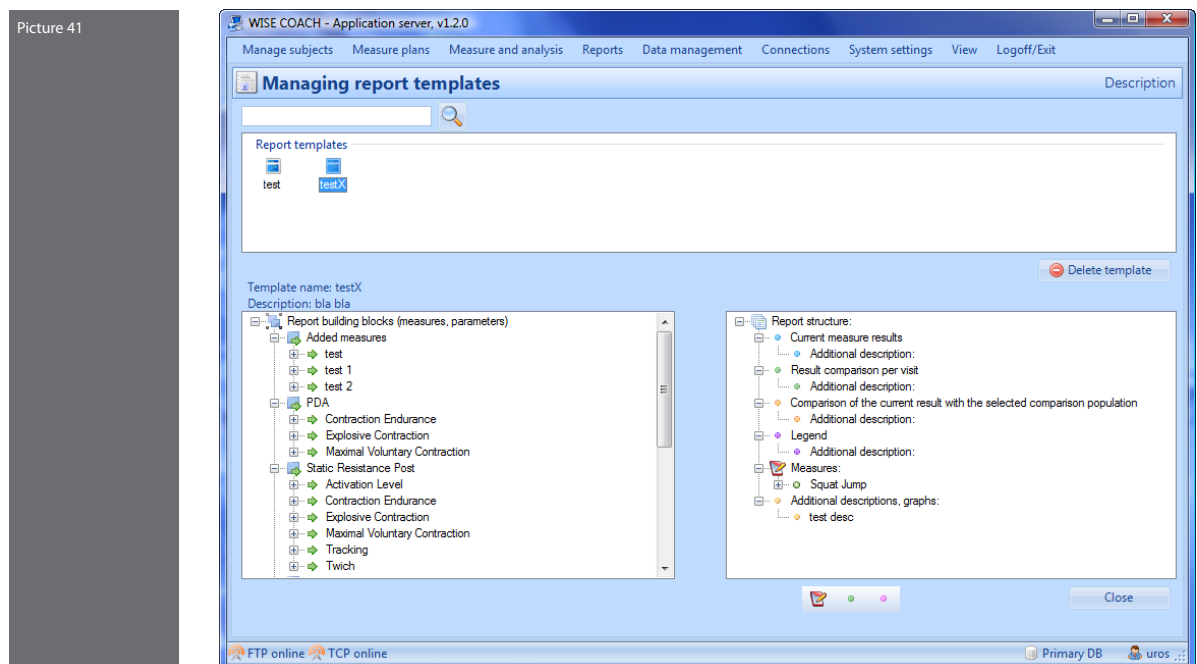 Picture 41
WISE COACH - Application server, v1.2.0
Manage subjects Measure plans Measure and analysis Reports Data management Connections System settings View Logoff/Exit
Managing report templates
Description
Report templates
test testX
Delete template
Template name: testX
Description: bla bla
Report building blocks (measures, parameters)
Added measures
test
test 1
test 2
PDA
Contraction Endurance
Explosive Contraction
Maximal Voluntary Contraction
Static Resistance Post
Activation Level
Contraction Endurance
Explosive Contraction
Maximal Voluntary Contraction
Tracking
Twich
Report structure:
Current measure results
Additional description:
Result comparison per visit
Additional description:
Comparison of the current result with the selected comparison population
Additional description:
Legend
Additional description:
Measures:
Squat Jump
Additional descriptions, graphs:
test desc
Close
FTP online TCP online
Primary DB uros